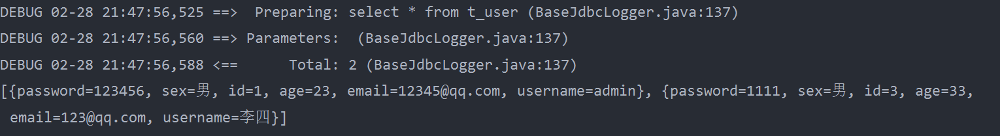 DEBUG 02-28 21:47:56,525 ==>  Preparing: select * from t_user (BaseJdbcLogger.java:137)
DEBUG 02-28 21:47:56,560 ==> Parameters:  (BaseJdbcLogger.java:137)
DEBUG 02-28 21:47:56,588 <==      Total: 2 (BaseJdbcLogger.java:137)
[{password=123456, sex=男, id=1, age=23, email=12345@qq.com, username=admin}, {password=1111, sex=男, id=3, age=33,
 email=123@qq.com, username=李四}]